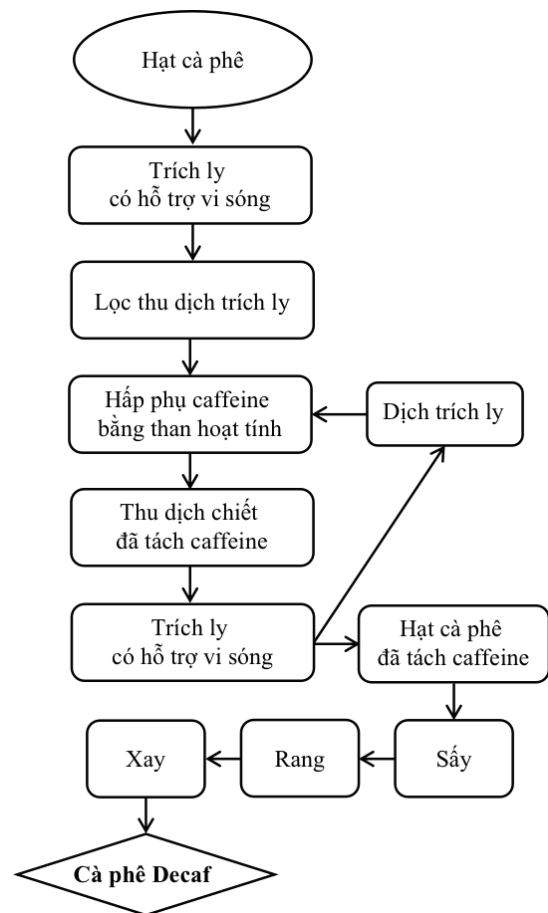 Hạt cà phê
Trích ly
có hỗ trợ vi sóng
Lọc thu dịch trích ly
Hấp phụ caffeine
bằng than hoạt tính
Dịch trích ly
Thu dịch chiết
đã tách caffeine
Trích ly
có hỗ trợ vi sóng
Hạt cà phê
đã tách caffeine
Xay
Rang
Sấy
Cà phê Decaf